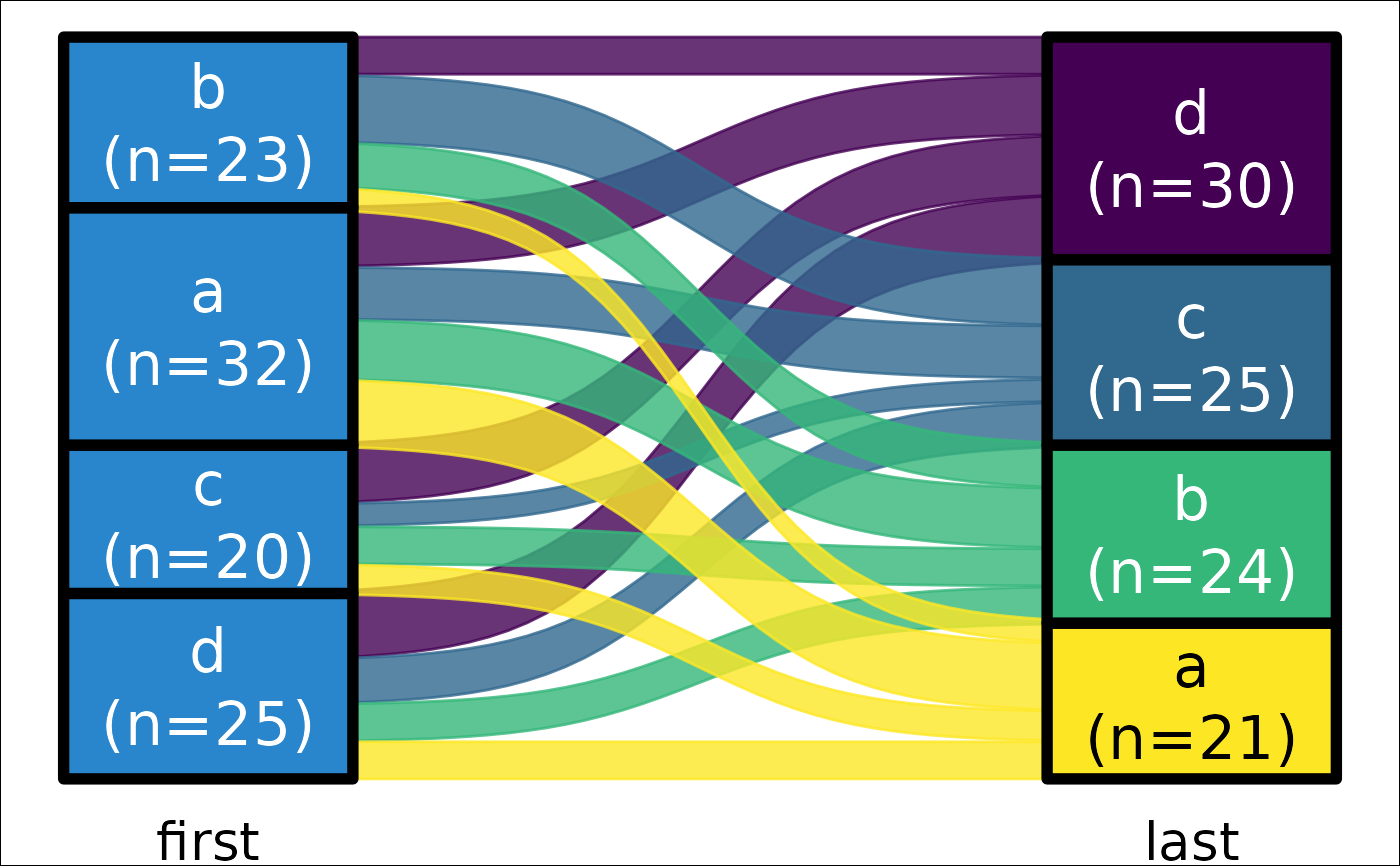 b
(n=23)
a
(n=32)
c
(n=20)
d
(n=25)
first
d
(n=30)
c
(n=25)
b
(n=24)
a
(n=21)
last